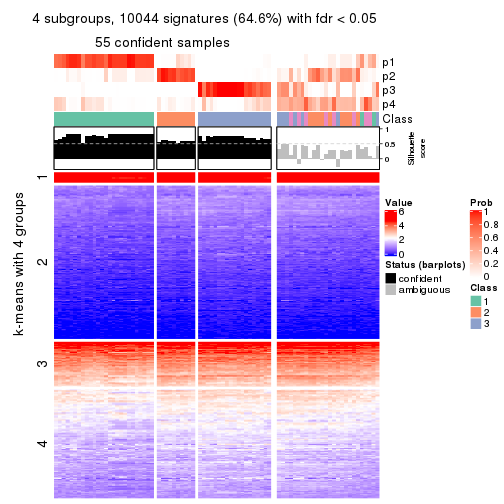 4 subgroups, 10044 signatures (64.6%) with fdr < 0.05
55 confident samples
p1
p2
p3
p4
Class
1
0.5
0
Silhouette
score
k-means with 4 groups
1
2
3
4
Value
6
4
2
0
Status (barplots)
confident
ambiguous
Prob
1
0.8
0.6
0.4
0.2
0
Class
1
2
3